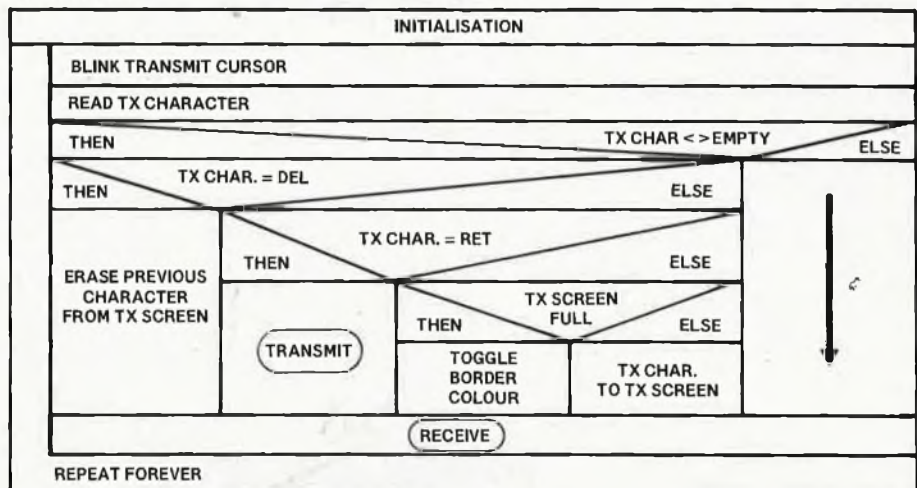 INITIALISATION
BLINK TRANSMIT CURSOR
READ TX CHARACTER
TX CHAR <> EMPTY
THEN
ELSE
TX CHAR. = DEL
THEN
ELSE
TX CHAR. = RET
THEN
ELSE
ERASE PREVIOUS
CHARACTER
FROM TX SCREEN
TRANSMIT
TX SCREEN
FULL
THEN
ELSE
TOGGLE
BORDER
COLOUR
TX CHAR.
TO TX SCREEN
RECEIVE
REPEAT FOREVER